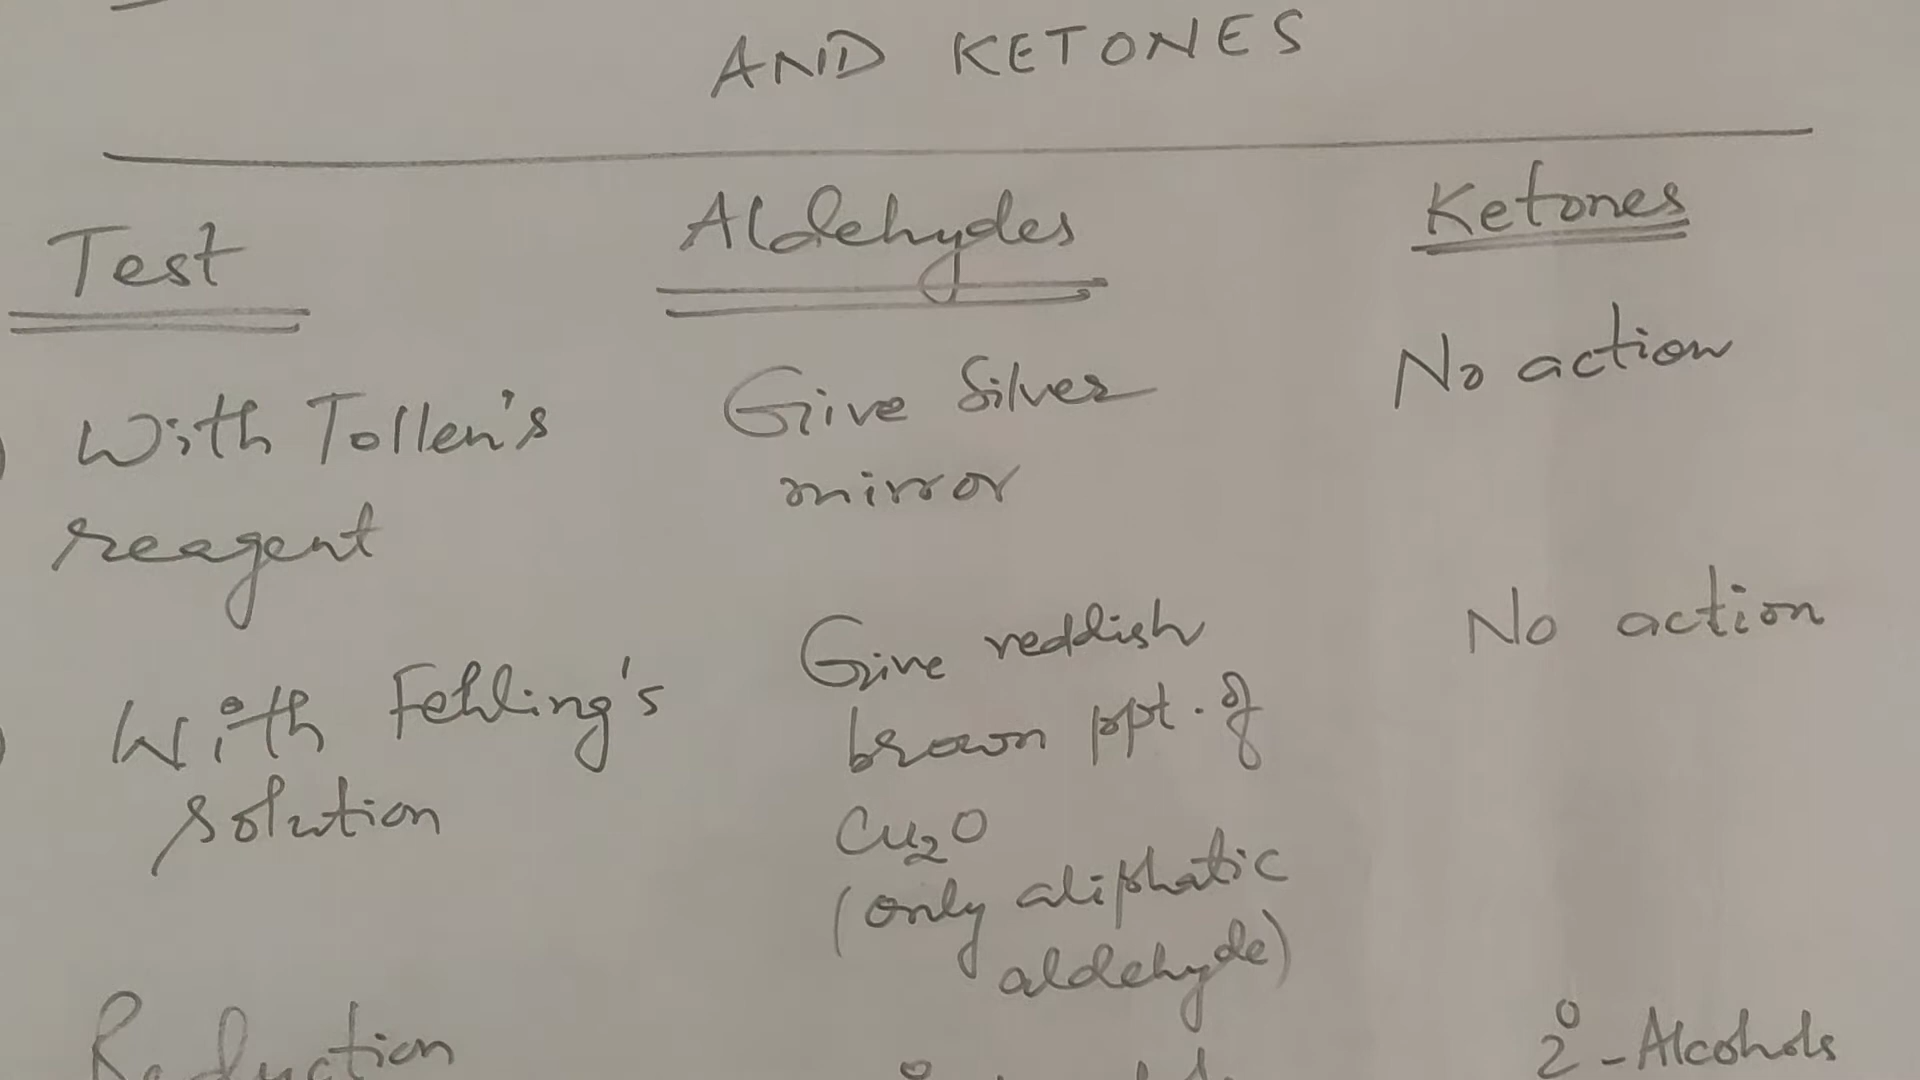 AND KETONES
Test Aldehydes Ketones
With Tollen's Give Silver No action
reagent mirror
With Fehling's Give reddish No action
solution brown ppt. of
Cu₂O
(only aliphatic
aldehyde)
Reduction 2⁰-Alcohols